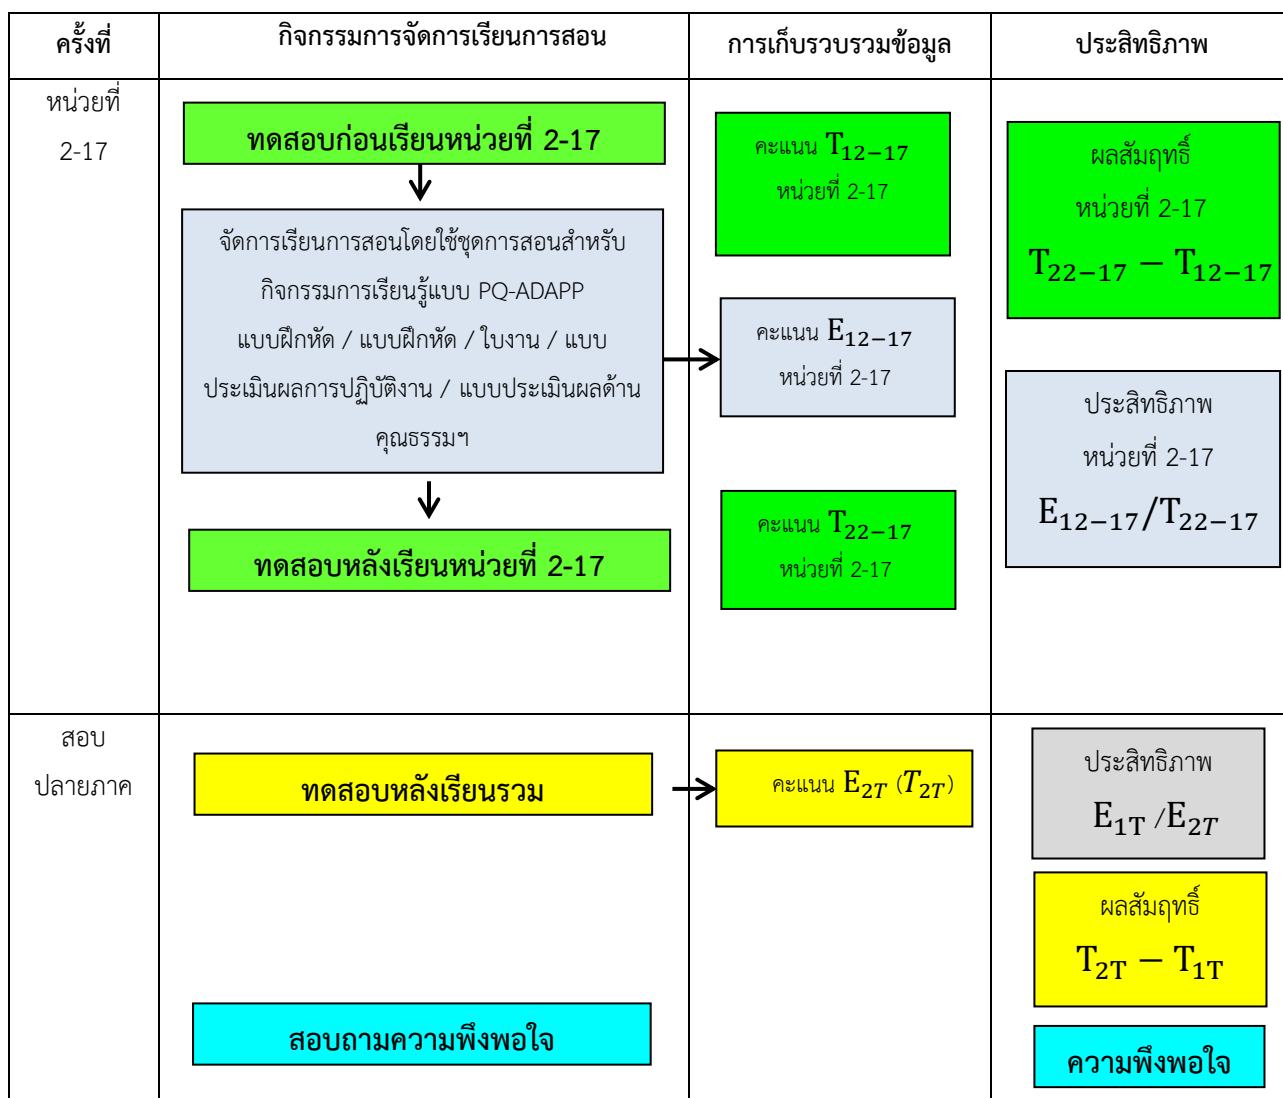 ครั้งที่
กิจกรรมการจัดการเรียนการสอน
การเก็บรวบรวมข้อมูล
ประสิทธิภาพ
หน่วยที่
2-17
ทดสอบก่อนเรียนหน่วยที่ 2-17
จัดการเรียนการสอนโดยใช้ชุดการสอนสำหรับ
กิจกรรมการเรียนรู้แบบ PQ-ADAPP
แบบฝึกหัด / แบบฝึกหัด / ใบงาน / แบบ
ประเมินผลการปฏิบัติงาน / แบบประเมินผลด้าน
คุณธรรมฯ
ทดสอบหลังเรียนหน่วยที่ 2-17
คะแนน T₁₂₋₁₇
หน่วยที่ 2-17
คะแนน E₁₂₋₁₇
หน่วยที่ 2-17
คะแนน T₂₂₋₁₇
หน่วยที่ 2-17
ผลสัมฤทธิ์
หน่วยที่ 2-17
T₂₂₋₁₇ − T₁₂₋₁₇
ประสิทธิภาพ
หน่วยที่ 2-17
E₁₂₋₁₇/T₂₂₋₁₇
สอบ
ปลายภาค
ทดสอบหลังเรียนรวม
สอบถามความพึงพอใจ
คะแนน E₂T (T₂T)
ประสิทธิภาพ
E₁T /E₂T
ผลสัมฤทธิ์
T₂T − T₁T
ความพึงพอใจ